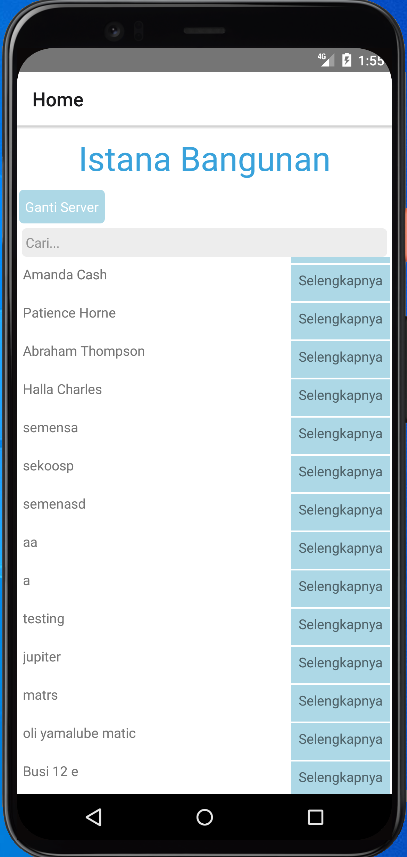 4G 1:55
Home
Istana Bangunan
Ganti Server
Cari...
Amanda Cash Selengkapnya
Patience Horne Selengkapnya
Abraham Thompson Selengkapnya
Halla Charles Selengkapnya
semensa Selengkapnya
sekoosp Selengkapnya
semenasd Selengkapnya
aa Selengkapnya
a Selengkapnya
testing Selengkapnya
jupiter Selengkapnya
matrs Selengkapnya
oli yamalube matic Selengkapnya
Busi 12 e Selengkapnya